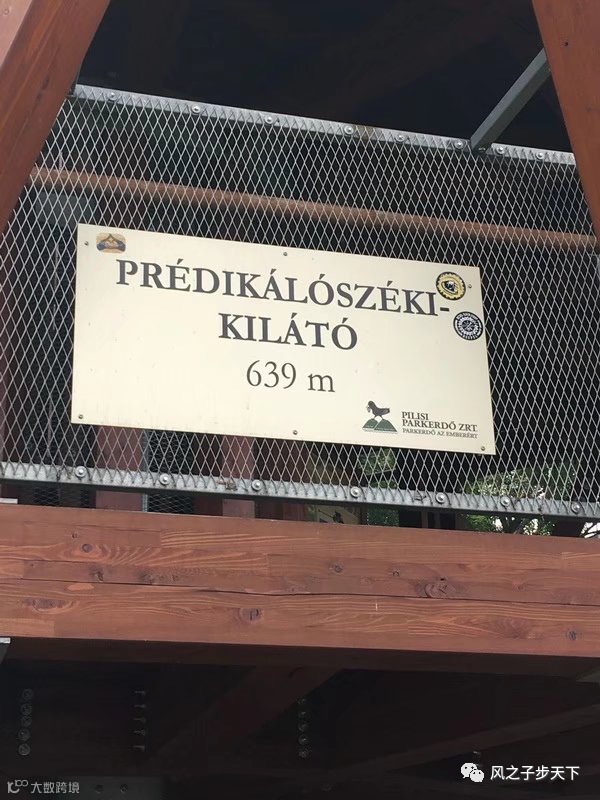 PRÉDIKÁLÓSZÉKI-
KILÁTÓ
639 m
PILISI
PARKERDŐ ZRT.
PARKERDŐ AZ EMBERÉRT
大数跨境
风之子步天下